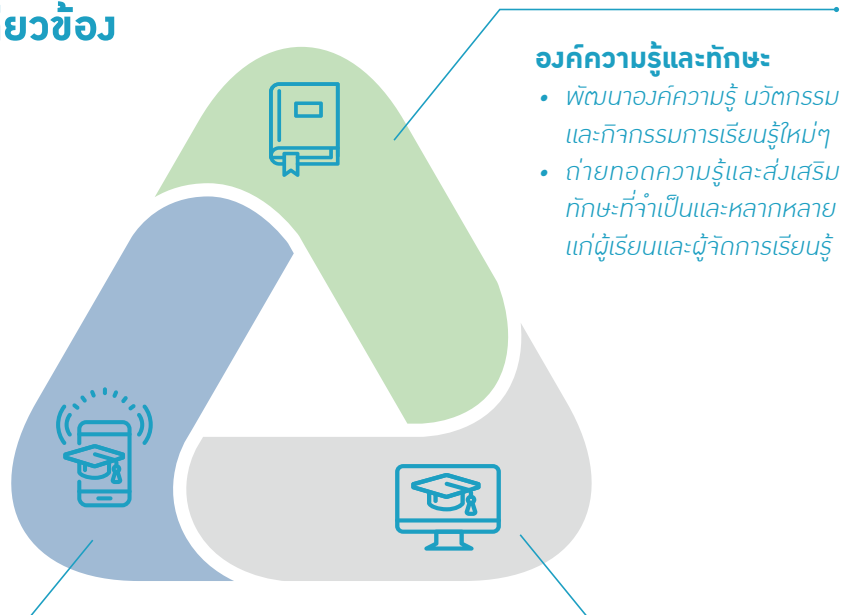 ี่ยวข้อง
องค์ความรู้และทักษะ
• พัฒนาองค์ความรู้ นวัตกรรม
และกิจกรรมการเรียนรู้ใหม่ๆ
• ถ่ายทอดความรู้และส่งเสริม
ทักษะที่จำเป็นและหลากหลาย
แก่ผู้เรียนและผู้จัดการเรียนรู้